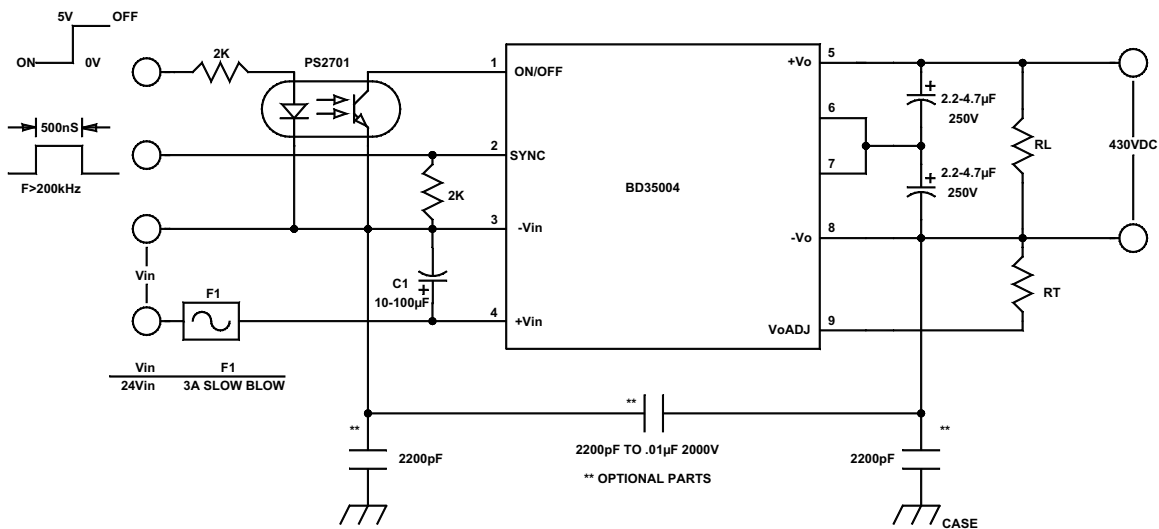 5V OFF
ON 0V
2K
PS2701
1
ON/OFF
500nS
F>200kHz
2
SYNC
2K
3
-Vin
Vin
C1
+
10-100µF
F1
4
+Vin
Vin F1
24Vin 3A SLOW BLOW
BD35004
5
+Vo
6
7
8
-Vo
9
VoADJ
+
2.2-4.7µF
250V
+
2.2-4.7µF
250V
RL
430VDC
RT
**
2200pF
**
2200pF TO .01µF 2000V
** OPTIONAL PARTS
**
2200pF
CASE